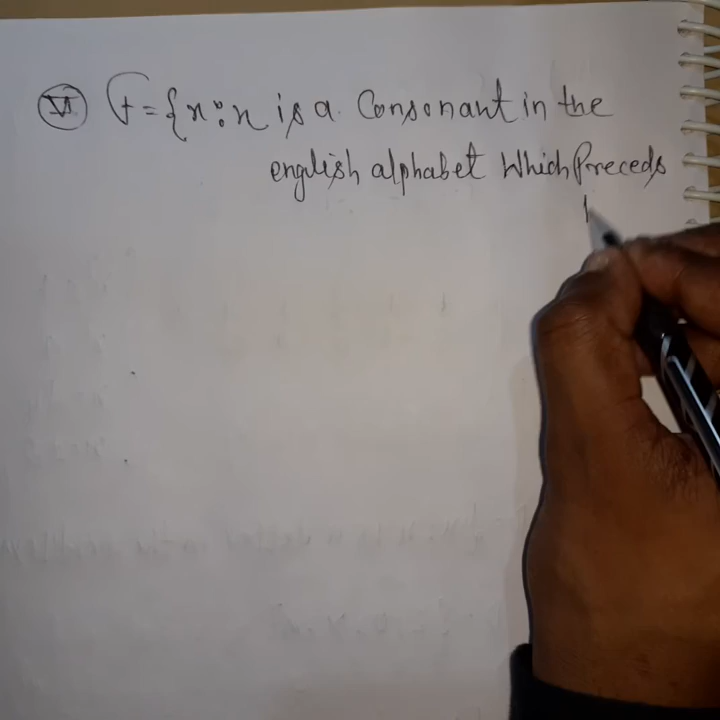 (VI) F = {x : x is a Consonant in the
english alphabet Which Preceds